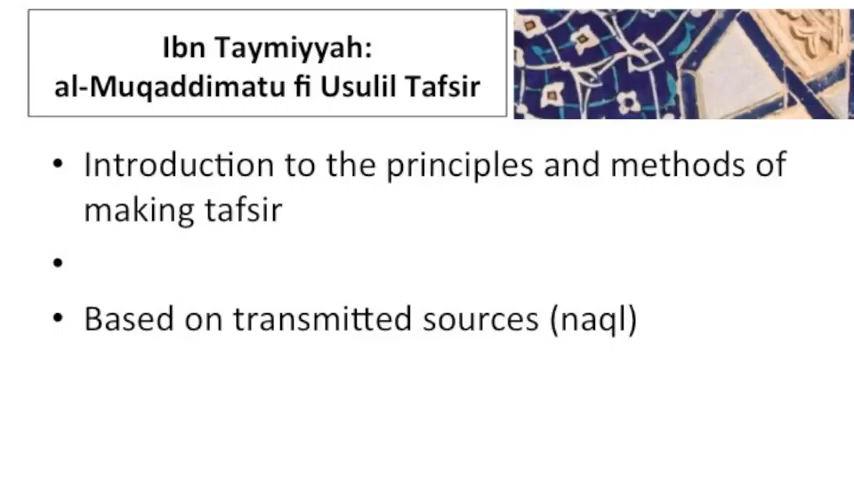 Ibn Taymiyyah:
al-Muqaddimatu fi Usulil Tafsir
• Introduction to the principles and methods of
making tafsir
•
• Based on transmitted sources (naql)